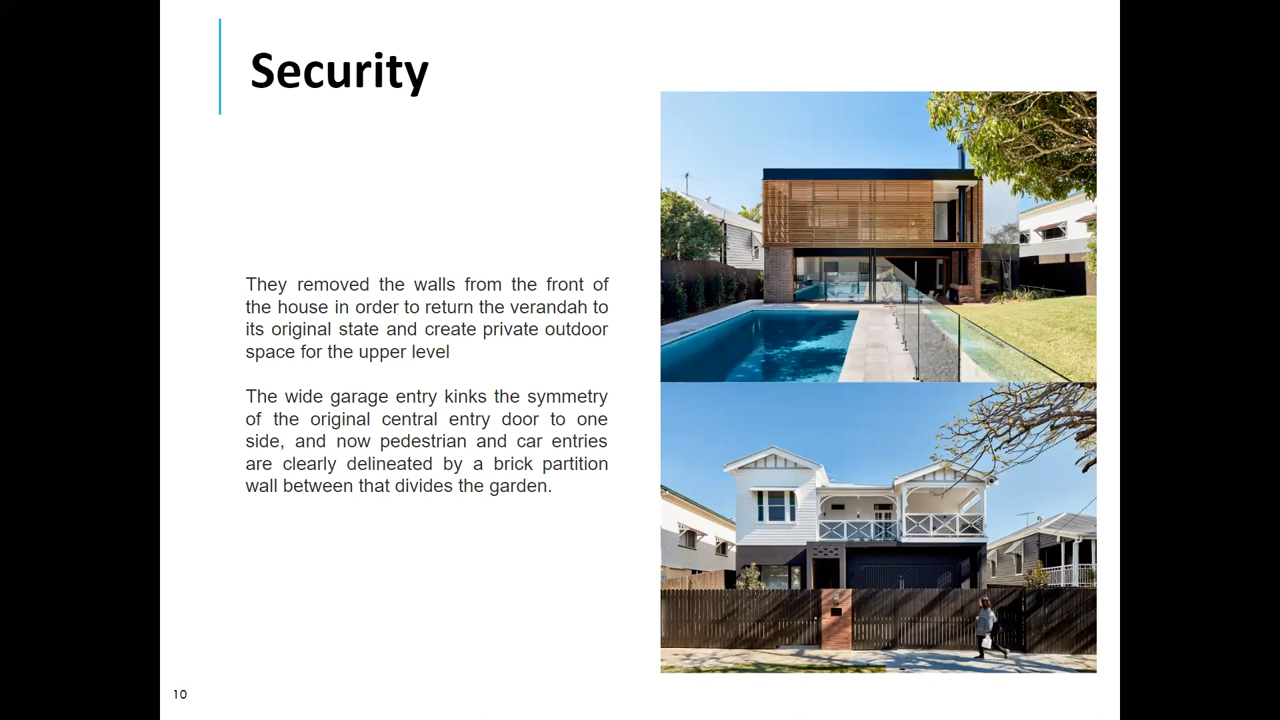 Security
They removed the walls from the front of
the house in order to return the verandah to
its original state and create private outdoor
space for the upper level
The wide garage entry kinks the symmetry
of the original central entry door to one
side, and now pedestrian and car entries
are clearly delineated by a brick partition
wall between that divides the garden.
10